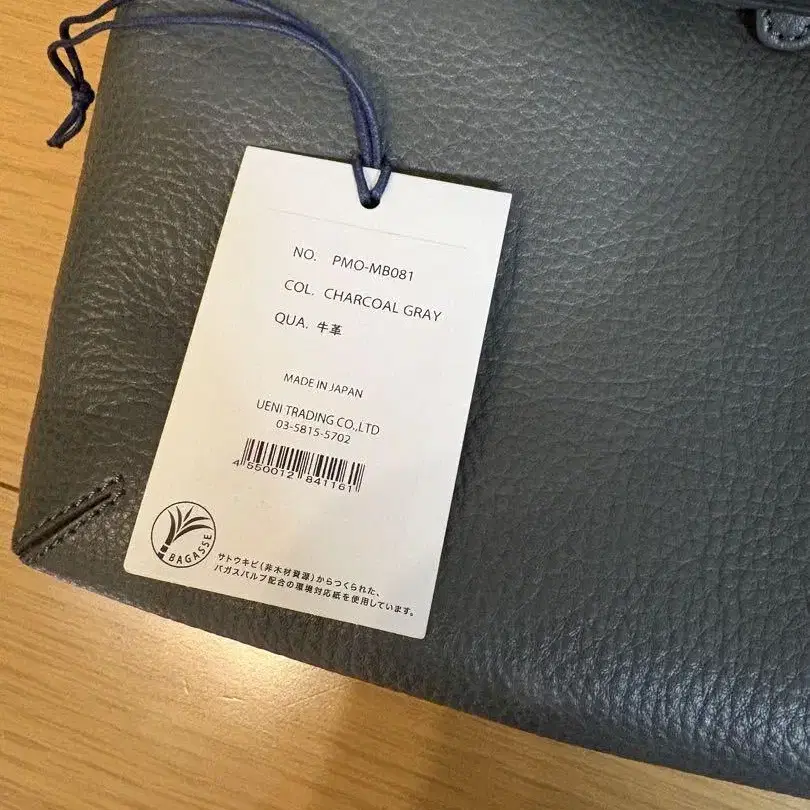 NO. PMO-MB081
COL. CHARCOAL GRAY
QUA. 牛革
MADE IN JAPAN
UENI TRADING CO.,LTD
03-5815-5702
4 550012 841161
BAGASSE
サトウキビ(非木材資源)からつくられた、
バガスパルプ配合の環境対応紙を使用しています。